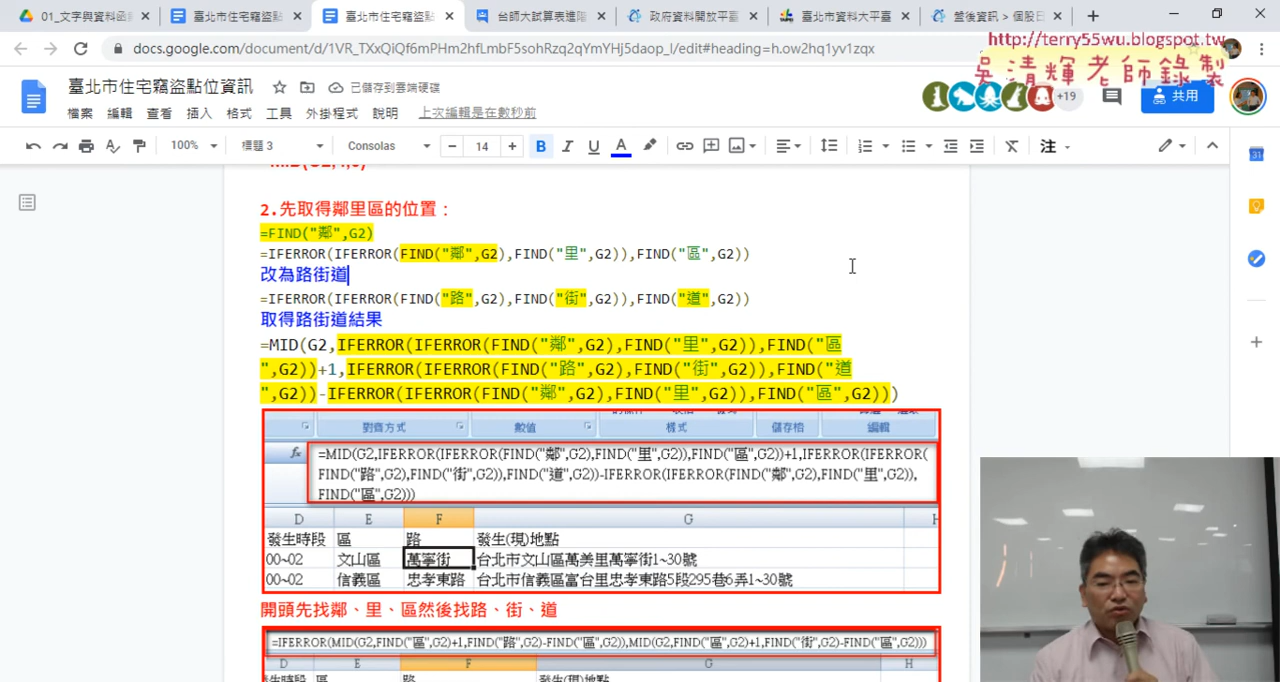 01_文字與資料函
臺北市住宅竊盜點
臺北市住宅竊盜點
台師大試算表進階
政府資料開放平臺
臺北市資料大平臺
盤後資訊 > 個股日
docs.google.com/document/d/1VR_TXxQiQf6mPHm2hfLmbF5sohRzq2qYmYHj5daop_I/edit#heading=h.ow2hq1yv1zqx
http://terry55wu.blogspot.tw
吳清輝老師錄製
臺北市住宅竊盜點位資訊
已儲存到雲端硬碟
檔案 編輯 查看 插入 格式 工具 外掛程式 說明 上次編輯是在數秒前
+19
共用
100% 標題 3 Consolas 14 B I U A 注
31
2.先取得鄰里區的位置：
=FIND("鄰",G2)
=IFERROR(IFERROR(FIND("鄰",G2),FIND("里",G2)),FIND("區",G2))
改為路街道
=IFERROR(IFERROR(FIND("路",G2),FIND("街",G2)),FIND("道",G2))
取得路街道結果
=MID(G2,IFERROR(IFERROR(FIND("鄰",G2),FIND("里",G2)),FIND("區
",G2))+1,IFERROR(IFERROR(FIND("路",G2),FIND("街",G2)),FIND("道
",G2))-IFERROR(IFERROR(FIND("鄰",G2),FIND("里",G2)),FIND("區",G2)))
對齊方式 數值 樣式 儲存格 編輯
fx
=MID(G2,IFERROR(IFERROR(FIND("鄰",G2),FIND("里",G2)),FIND("區",G2))+1,IFERROR(IFERROR(
FIND("路",G2),FIND("街",G2)),FIND("道",G2))-IFERROR(IFERROR(FIND("鄰",G2),FIND("里",G2)),
FIND("區",G2)))
D E F G H
發生時段 區 路 發生(現)地點
00~02 文山區 萬寧街 台北市文山區萬美里萬寧街1~30號
00~02 信義區 忠孝東路 台北市信義區富台里忠孝東路5段295巷6弄1~30號
開頭先找鄰、里、區然後找路、街、道
=IFERROR(MID(G2,FIND("區",G2)+1,FIND("路",G2)-FIND("區",G2)),MID(G2,FIND("區",G2)+1,FIND("街",G2)-FIND("區",G2)))
D E F G H